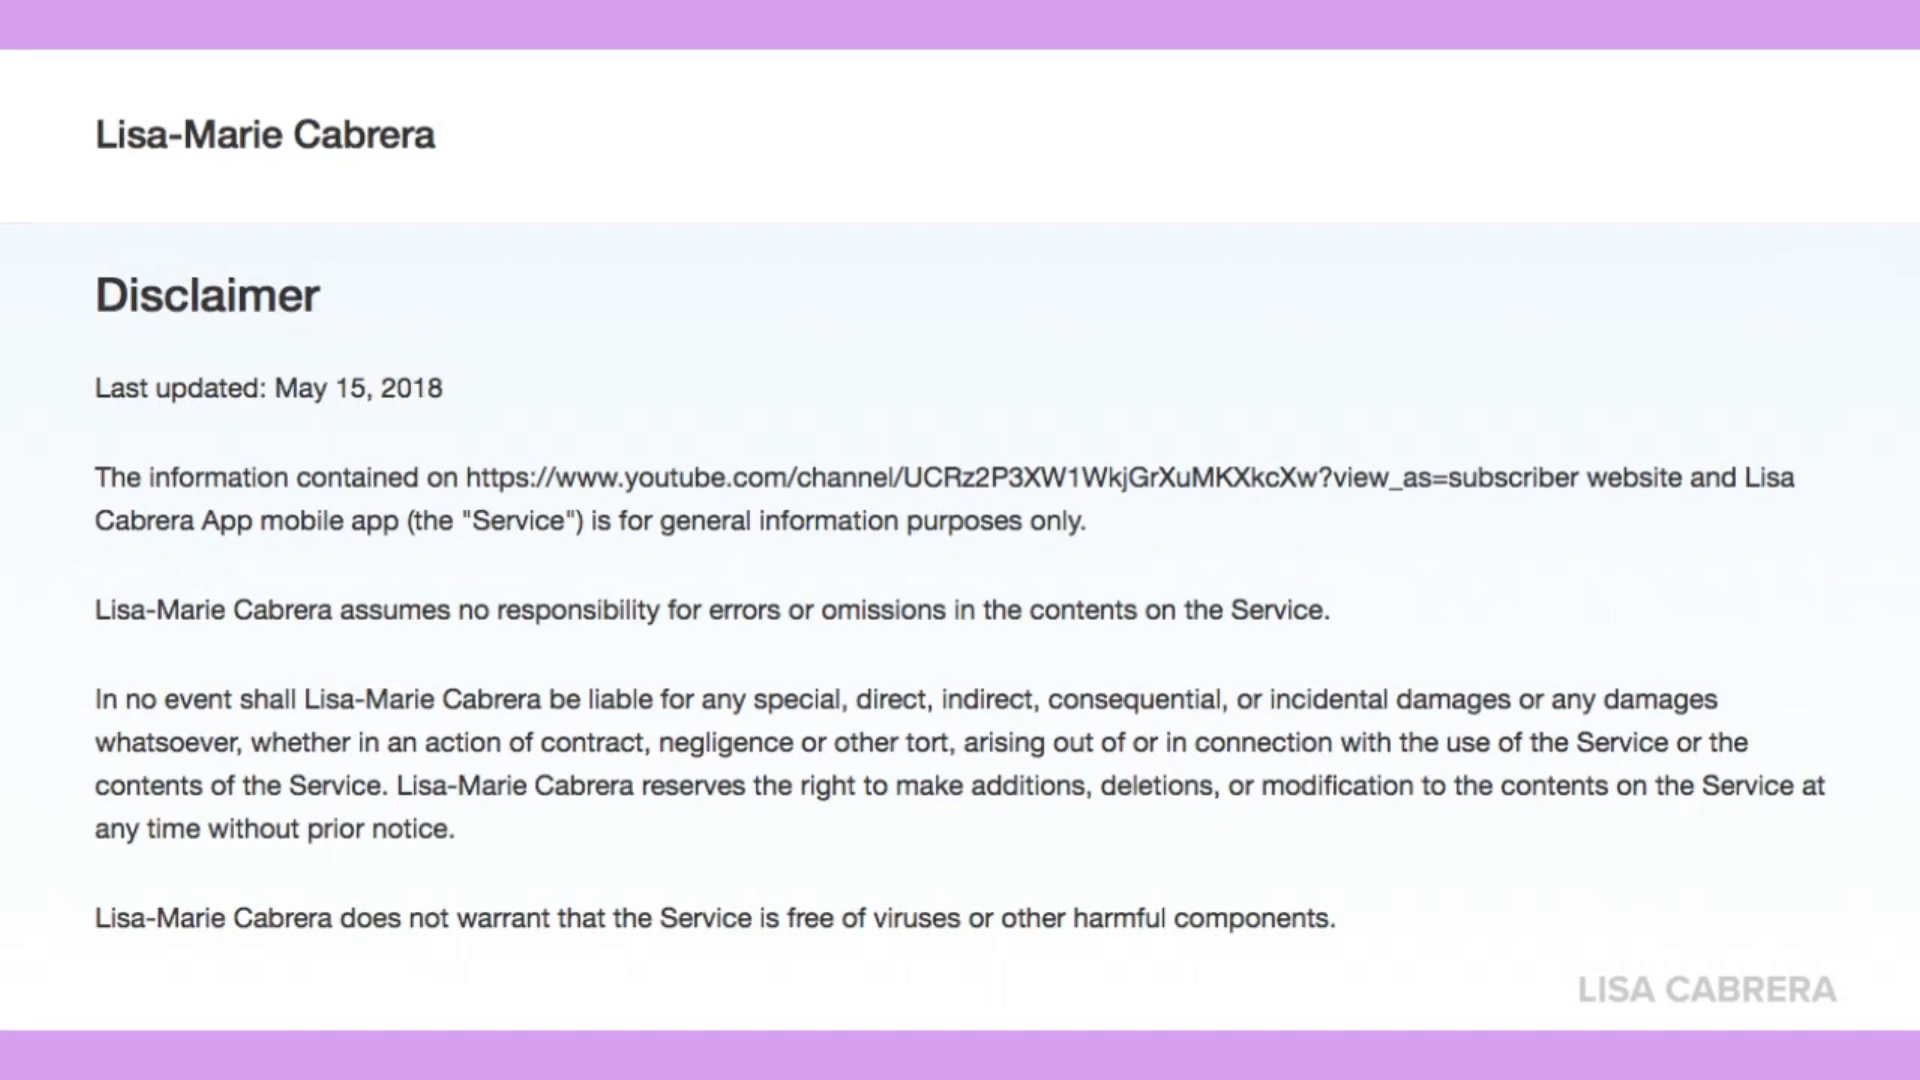 Lisa-Marie Cabrera
Disclaimer
Last updated: May 15, 2018
The information contained on https://www.youtube.com/channel/UCRz2P3XW1WkjGrXuMKXkcXw?view_as=subscriber website and Lisa
Cabrera App mobile app (the "Service") is for general information purposes only.
Lisa-Marie Cabrera assumes no responsibility for errors or omissions in the contents on the Service.
In no event shall Lisa-Marie Cabrera be liable for any special, direct, indirect, consequential, or incidental damages or any damages
whatsoever, whether in an action of contract, negligence or other tort, arising out of or in connection with the use of the Service or the
contents of the Service. Lisa-Marie Cabrera reserves the right to make additions, deletions, or modification to the contents on the Service at
any time without prior notice.
Lisa-Marie Cabrera does not warrant that the Service is free of viruses or other harmful components.
LISA CABRERA